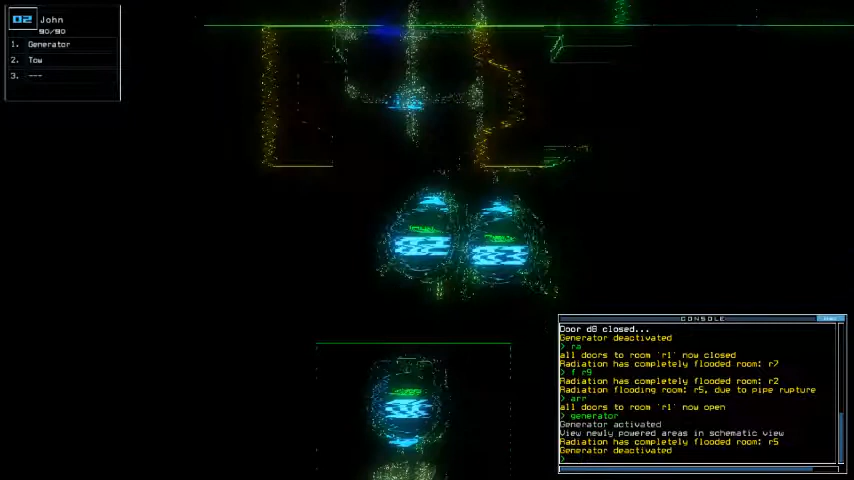 02 John
90/90
1. Generator
2. Tow
3. ---
CONSOLE
Door d8 closed...
Generator deactivated
> ra
all doors to room 'r1' now closed
Radiation has completely flooded room: r7
> f r9
Radiation has completely flooded room: r2
Radiation flooding room: r5, due to pipe rupture
> arr
all doors to room 'r1' now open
> generator
Generator activated
View newly powered areas in schematic view
Radiation has completely flooded room: r5
Generator deactivated
>